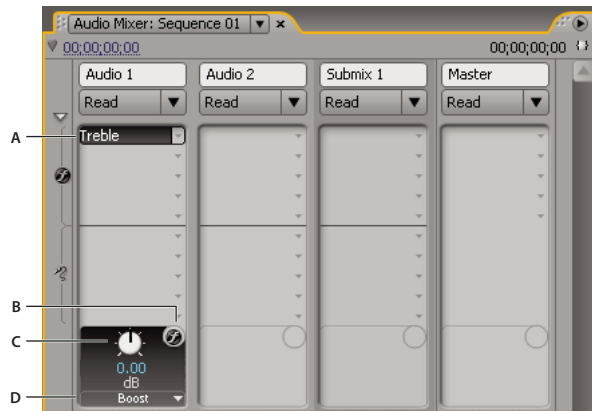 Audio Mixer: Sequence 01
00;00;00;00 00;00;00;00
Audio 1 Audio 2 Submix 1 Master
Read Read Read Read
A Treble
B
C
0.00
dB
D Boost